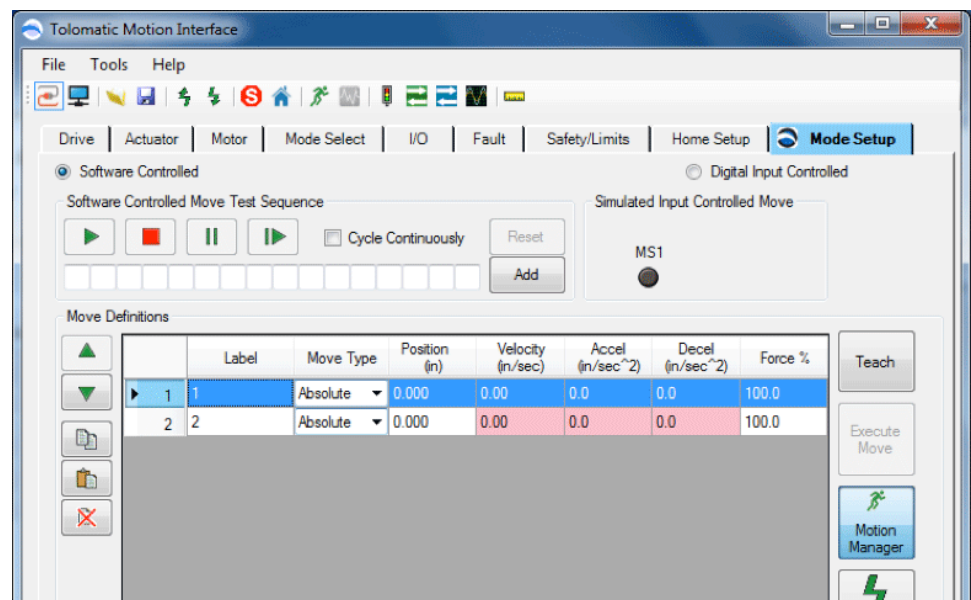 Tolomatic Motion Interface
File Tools Help
Drive Actuator Motor Mode Select I/O Fault Safety/Limits Home Setup Mode Setup
Software Controlled Digital Input Controlled
Software Controlled Move Test Sequence Simulated Input Controlled Move
Cycle Continuously Reset
MS1
Add
Move Definitions
Label Move Type Position (in) Velocity (in/sec) Accel (in/sec^2) Decel (in/sec^2) Force % Teach
1 1 Absolute 0.000 0.00 0.0 0.0 100.0
2 2 Absolute 0.000 0.00 0.0 0.0 100.0
Execute
Move
Motion
Manager